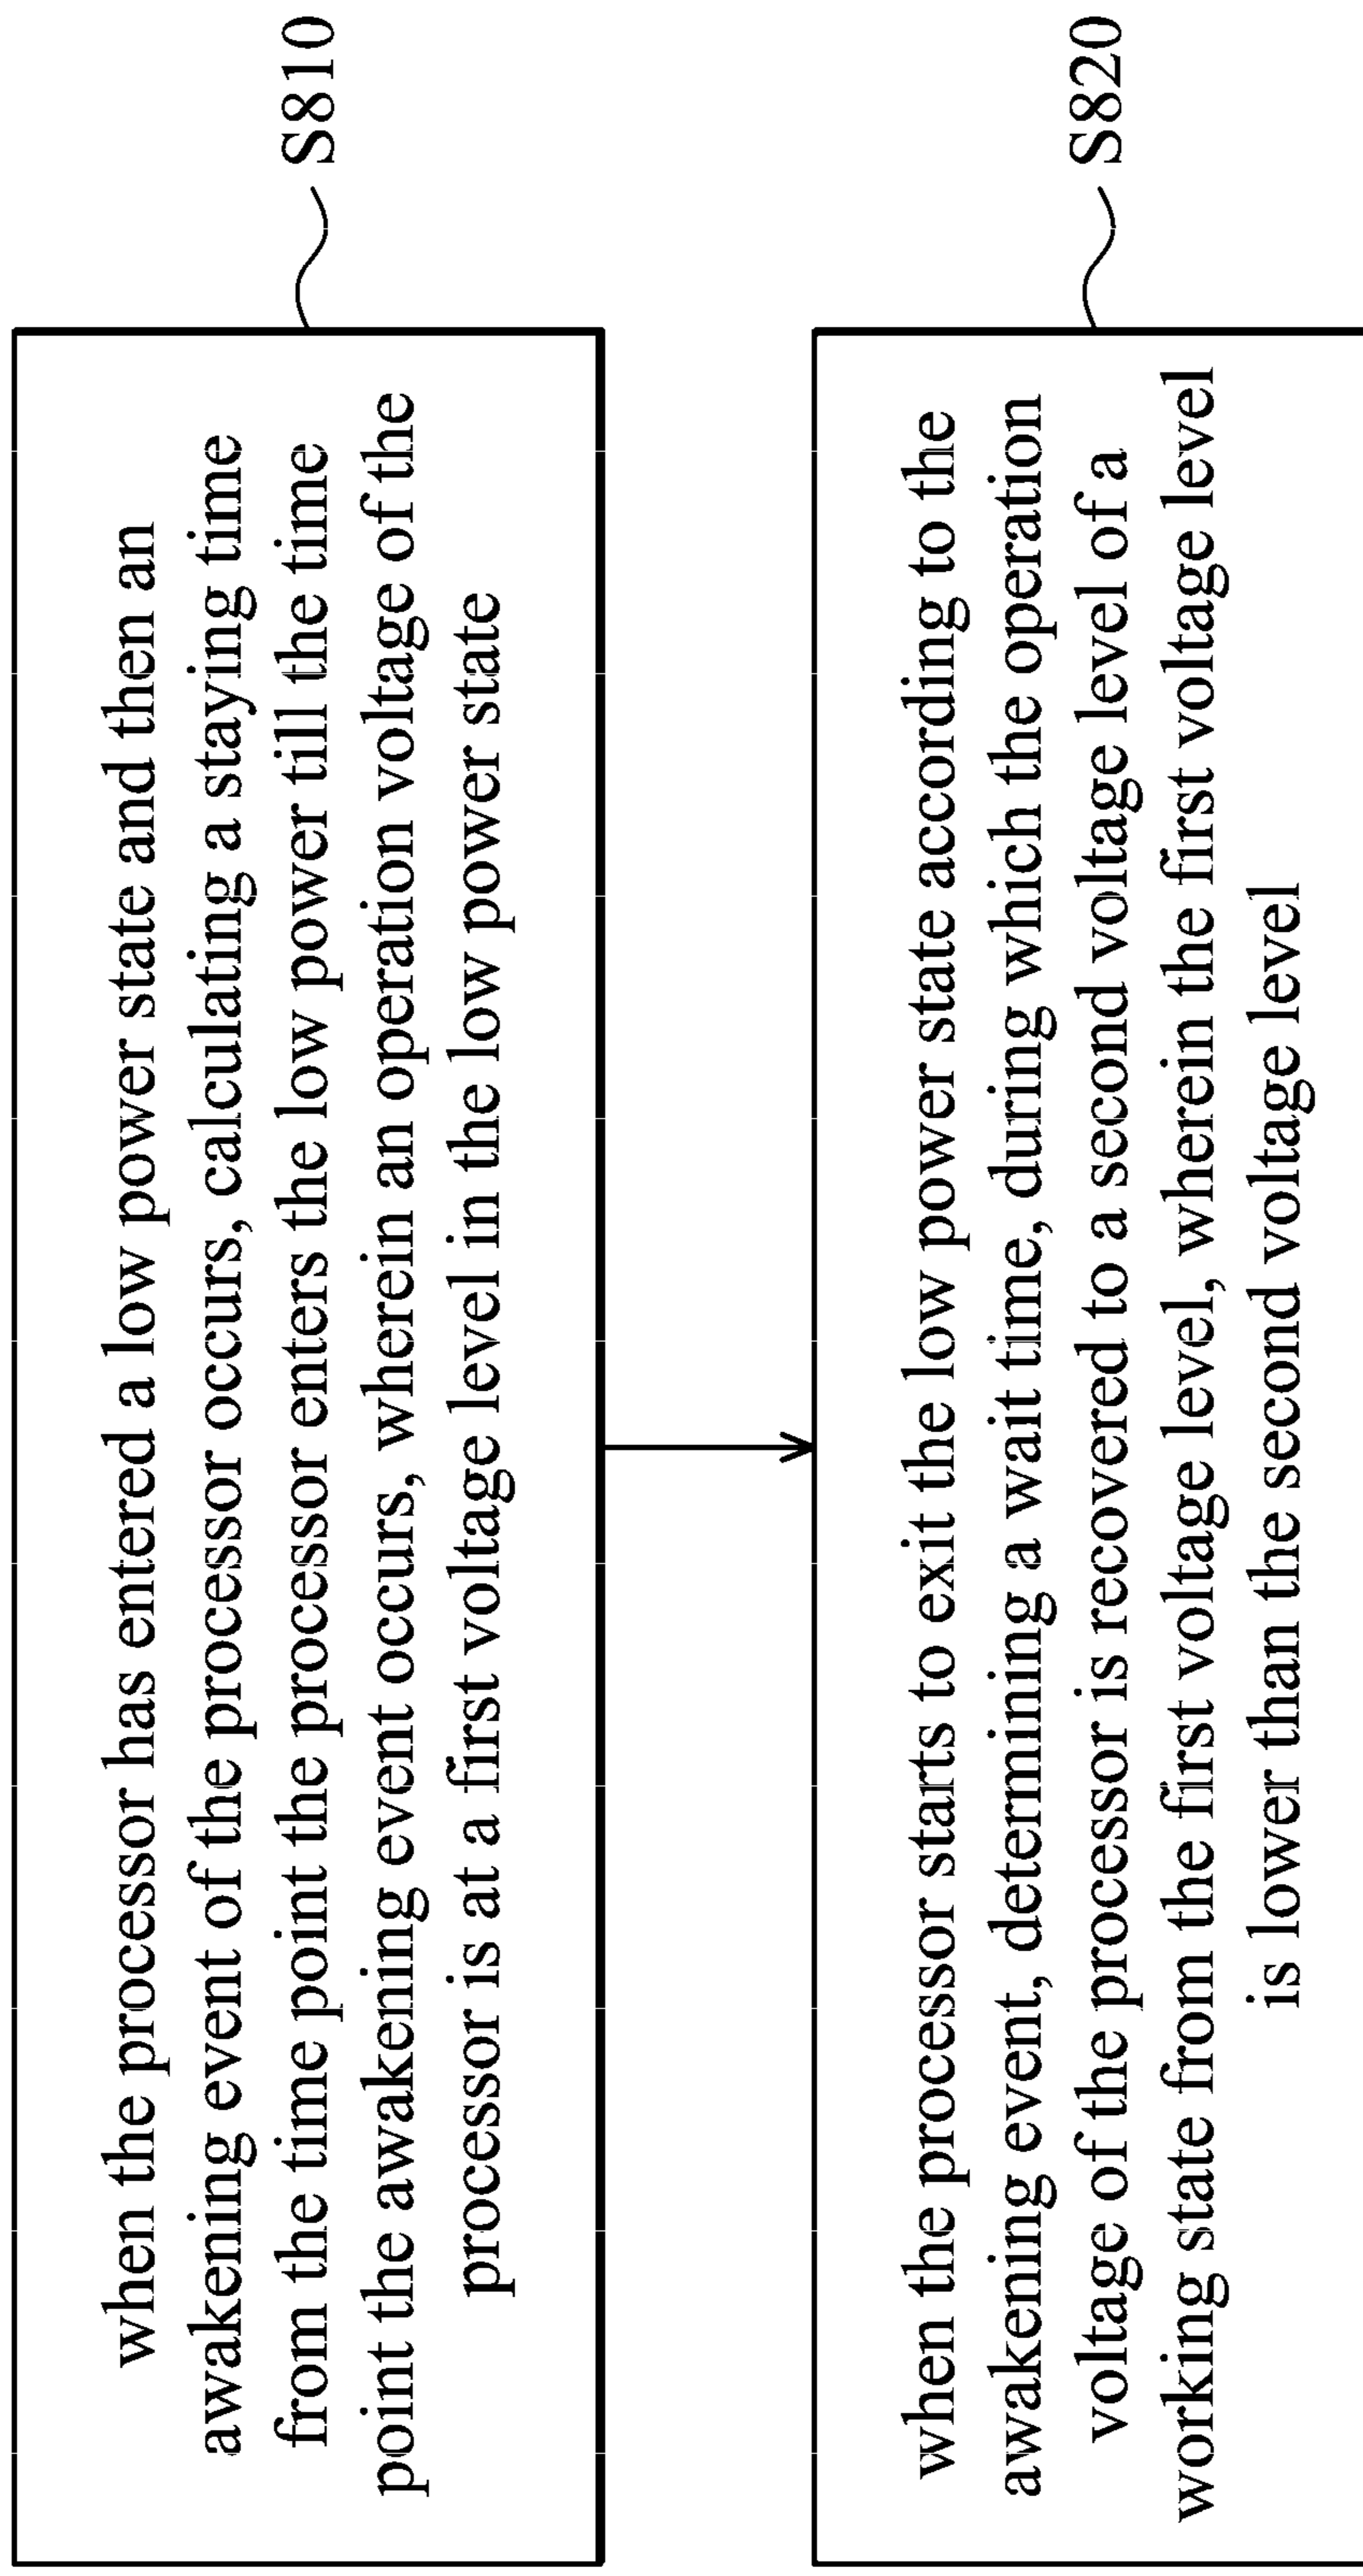 when the processor has entered a low power state and then an
awakening event of the processor occurs, calculating a staying time
from the time point the processor enters the low power till the time
point the awakening event occurs, wherein an operation voltage of the
processor is at a first voltage level in the low power state
S810
when the processor starts to exit the low power state according to the
awakening event, determining a wait time, during which the operation
voltage of the processor is recovered to a second voltage level of a
working state from the first voltage level, wherein the first voltage level
is lower than the second voltage level
S820